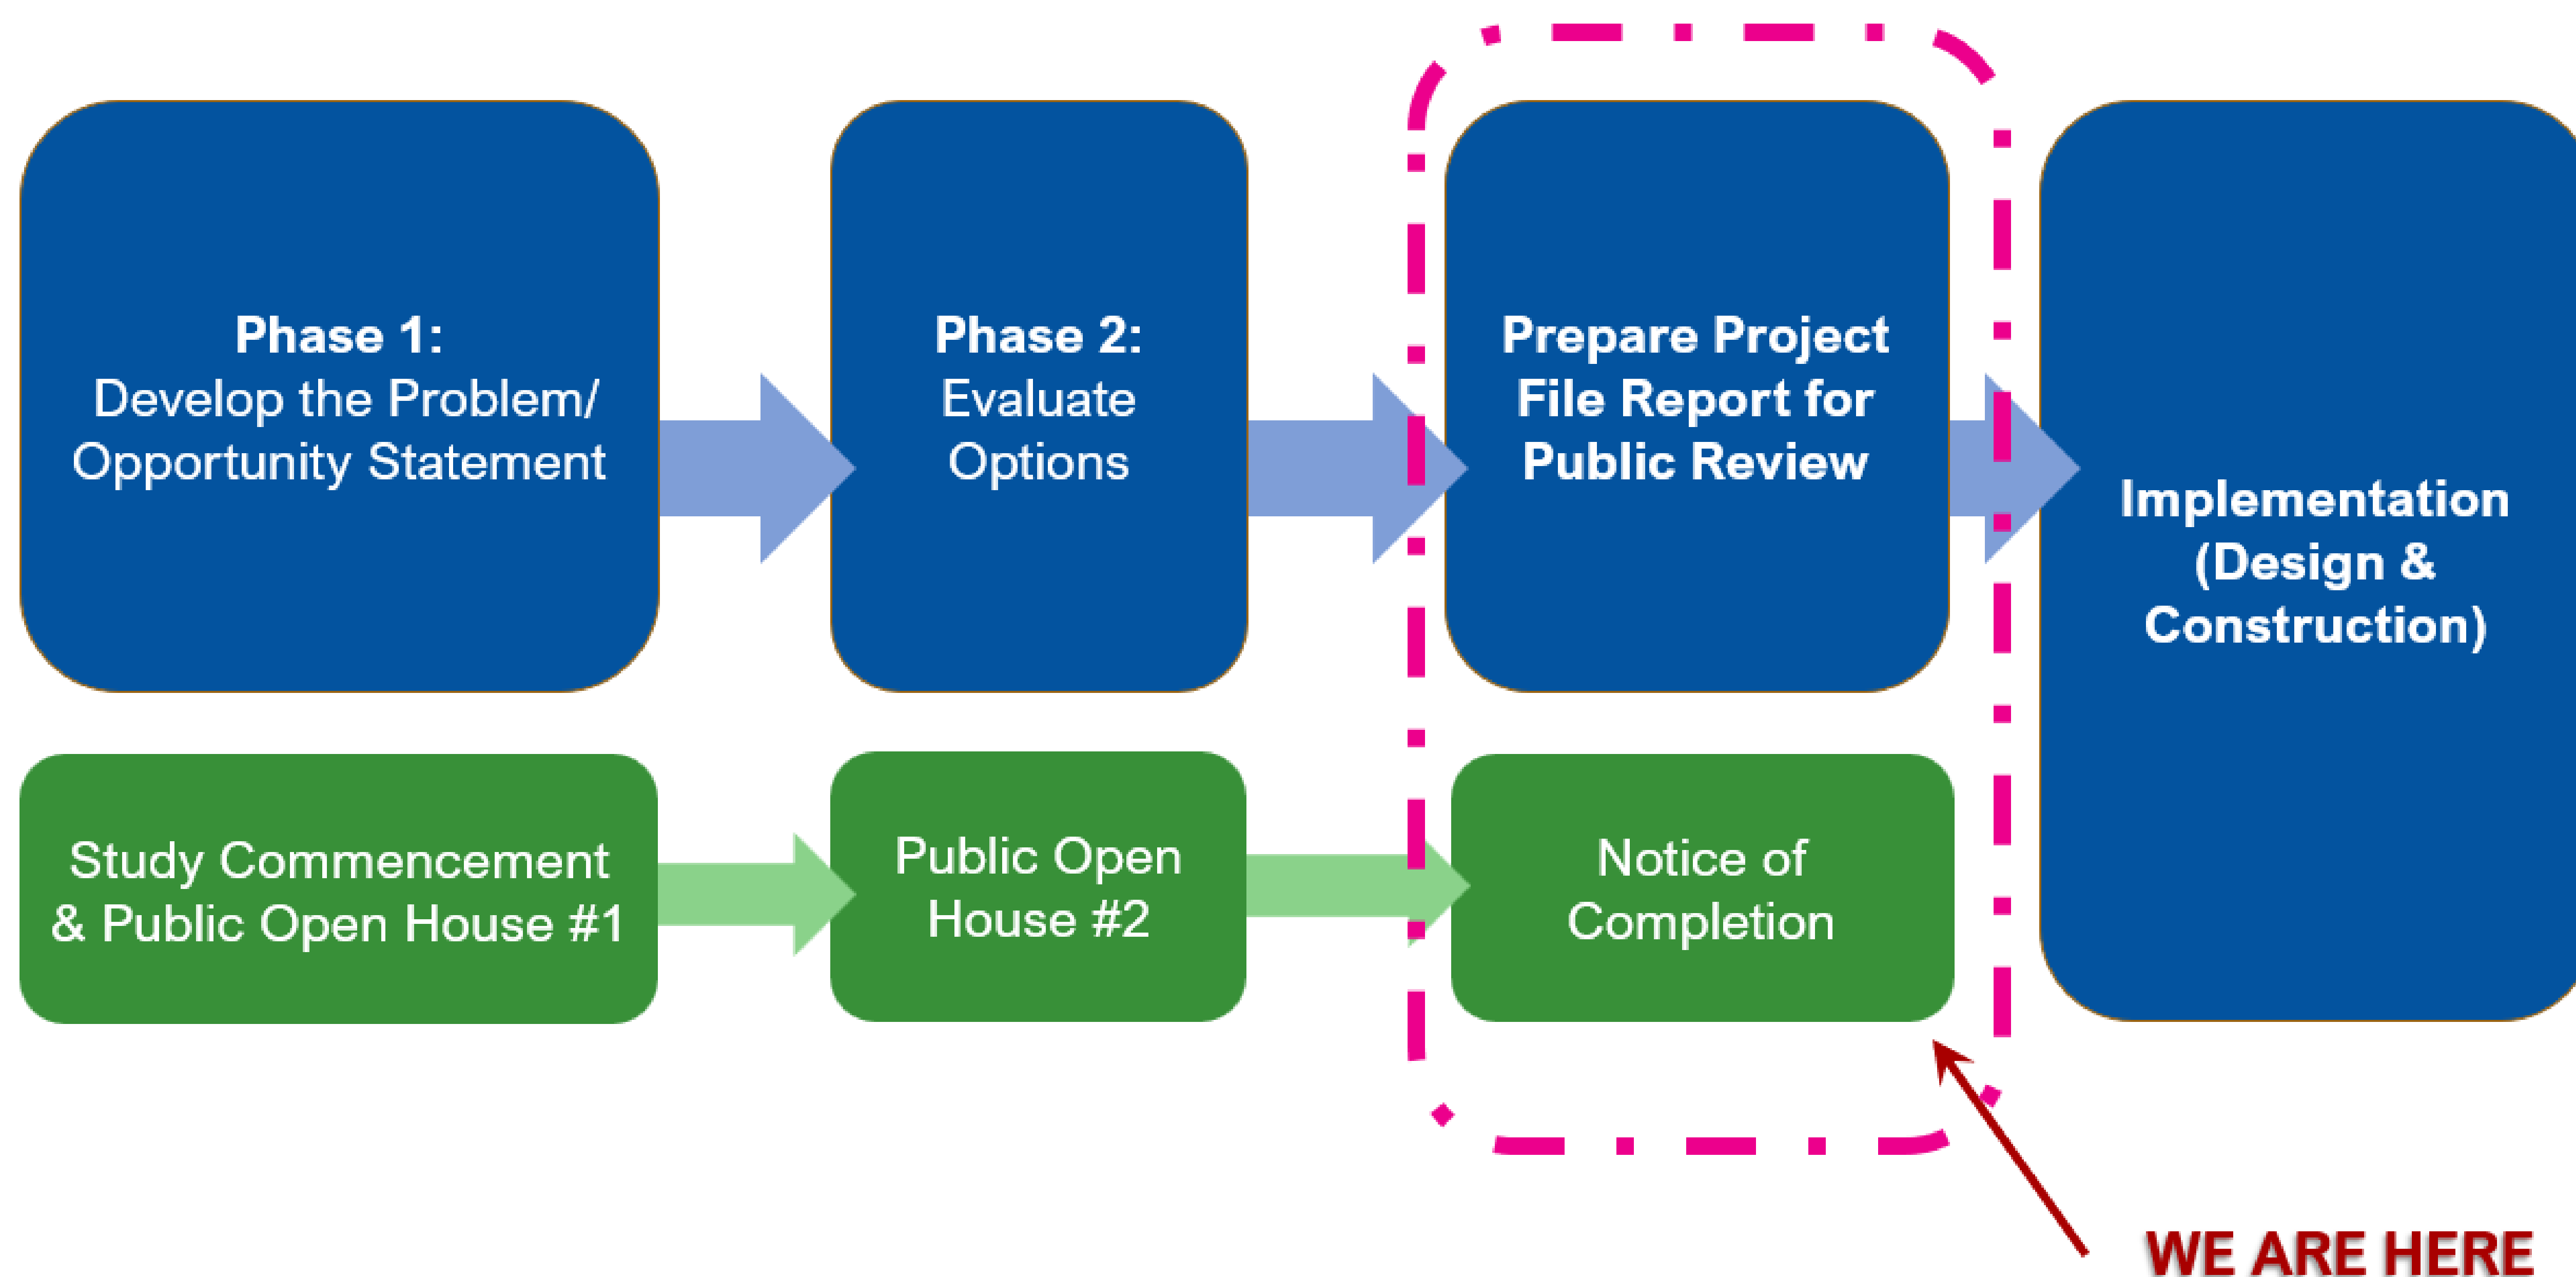 Phase 1:
Develop the Problem/
Opportunity Statement
Phase 2:
Evaluate
Options
Prepare Project
File Report for
Public Review
Implementation
(Design &
Construction)
Study Commencement
& Public Open House #1
Public Open
House #2
Notice of
Completion
WE ARE HERE